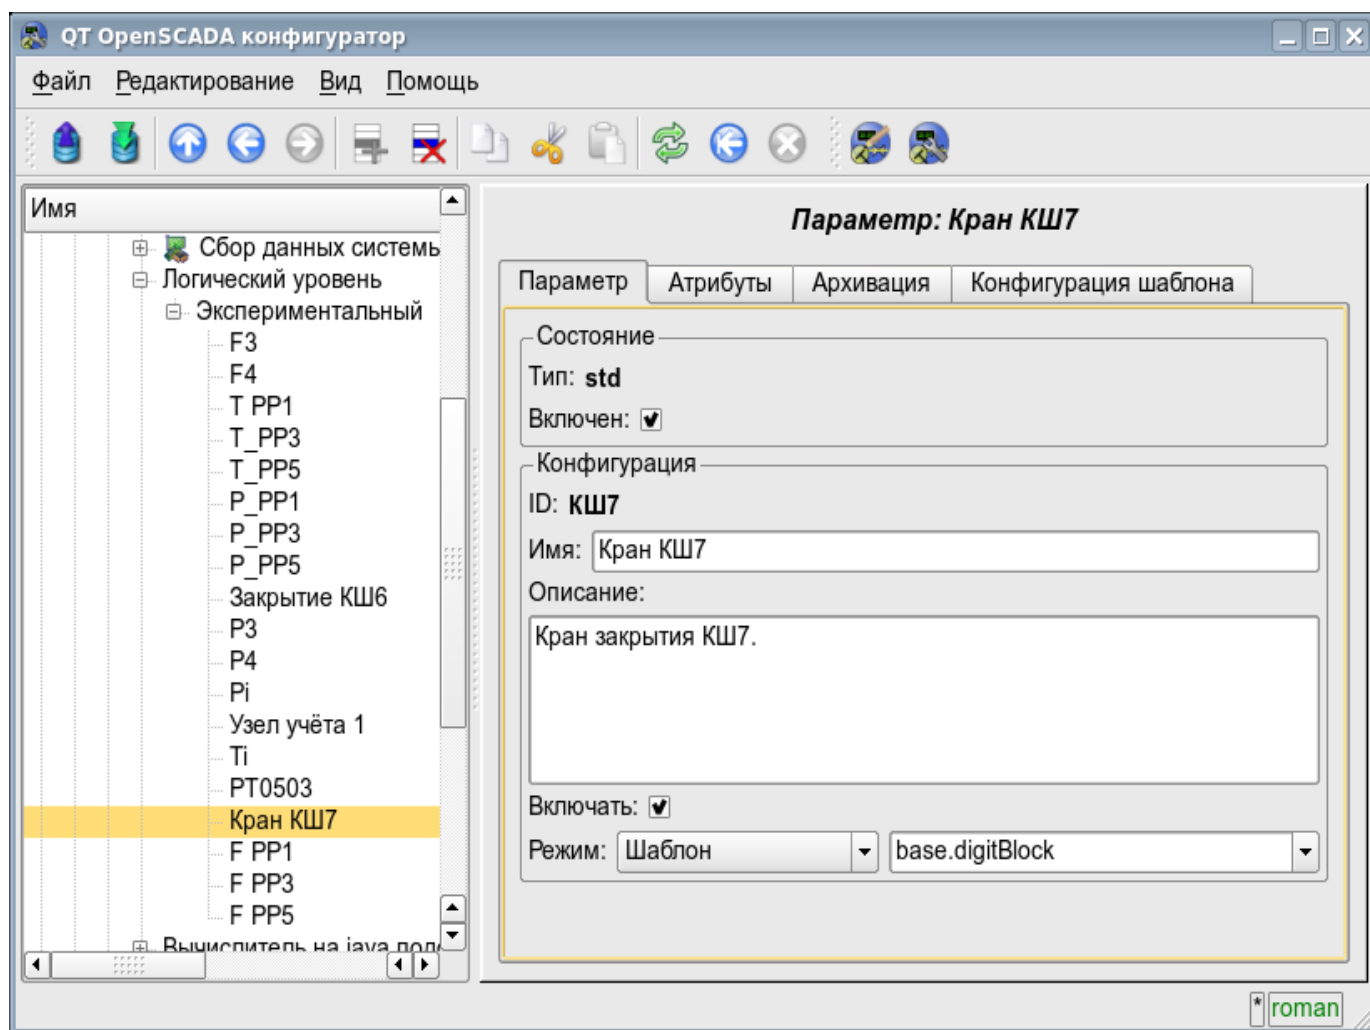 QT OpenSCADA конфигуратор
Файл Редактирование Вид Помощь
Имя
Сбор данных системы
Логический уровень
Экспериментальный
F3
F4
T PP1
T_PP3
T_PP5
P_PP1
P_PP3
P_PP5
Закрытие КШ6
P3
P4
Pi
Узел учёта 1
Ti
PT0503
Кран КШ7
F PP1
F PP3
F PP5
Вычислитель на java
Параметр: Кран КШ7
Параметр Атрибуты Архивация Конфигурация шаблона
Состояние
Тип: std
Включен:
Конфигурация
ID: КШ7
Имя: Кран КШ7
Описание:
Кран закрытия КШ7.
Включать:
Режим: Шаблон base.digitBlock
* roman